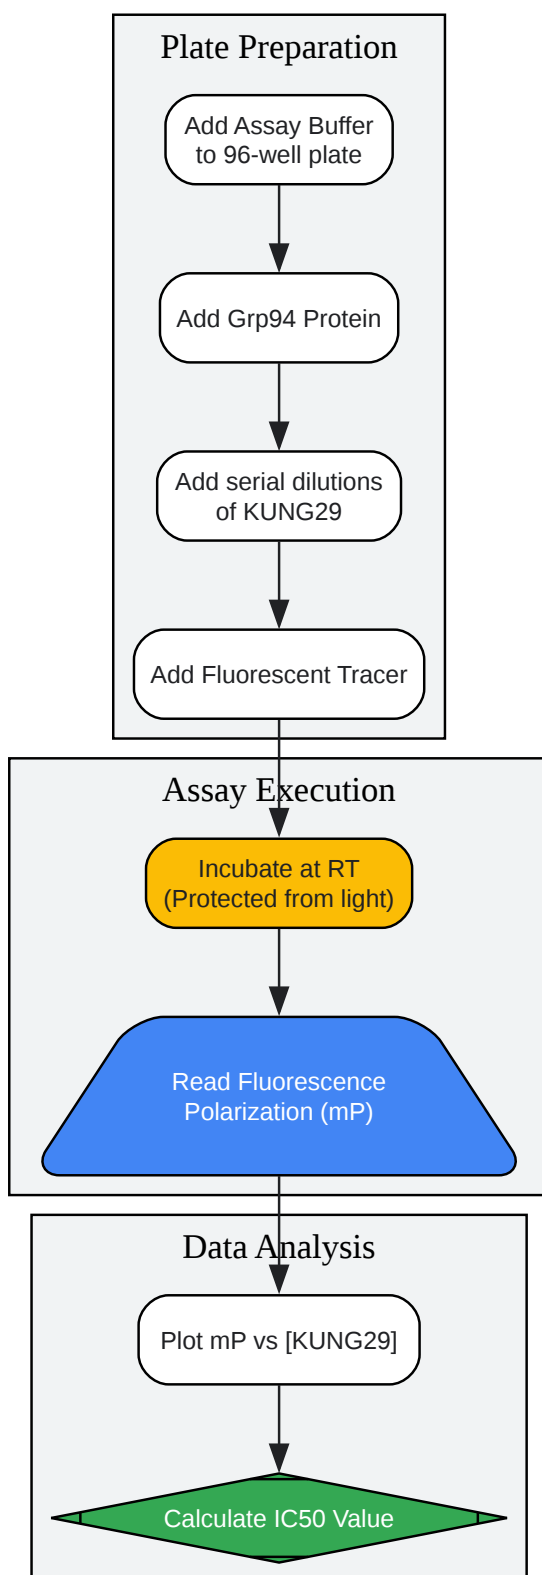 Plate Preparation
Add Assay Buffer
to 96-well plate
Add Grp94 Protein
Add serial dilutions
of KUNG29
Add Fluorescent Tracer
Assay Execution
Incubate at RT
(Protected from light)
Read Fluorescence
Polarization (mP)
Data Analysis
Plot mP vs [KUNG29]
Calculate IC50 Value